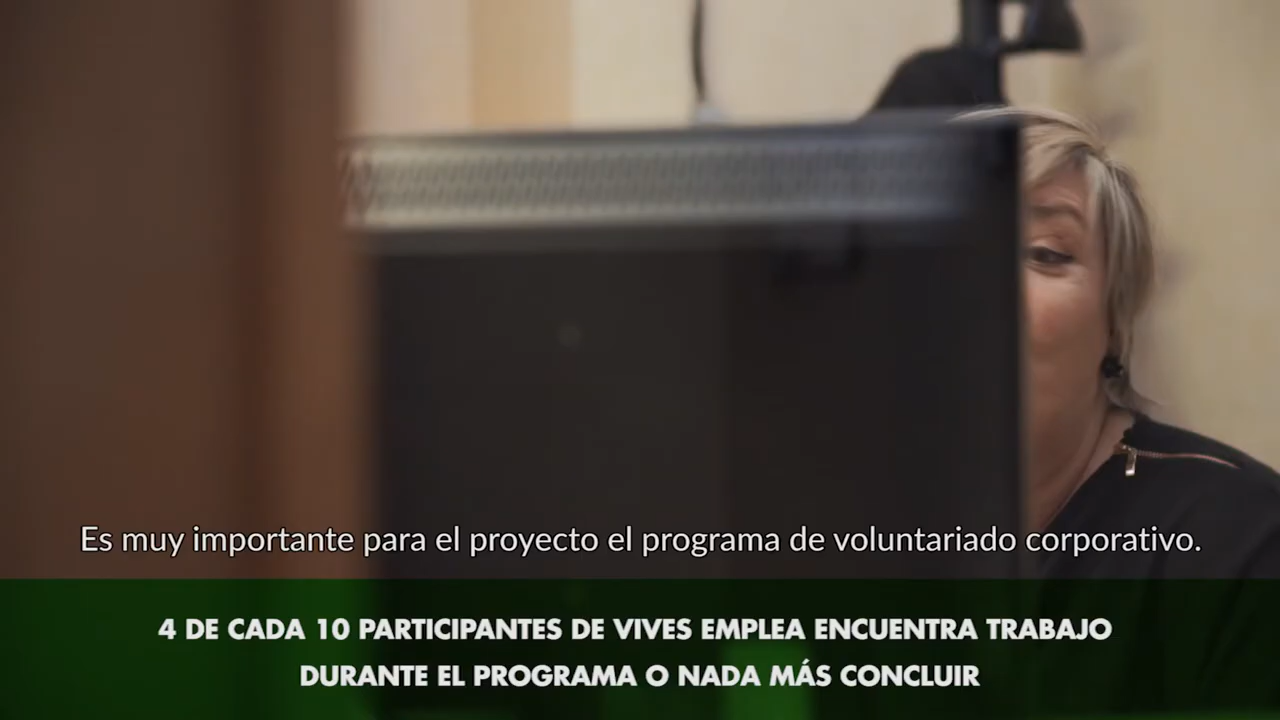 Es muy importante para el proyecto el programa de voluntariado corporativo.
4 DE CADA 10 PARTICIPANTES DE VIVES EMPLEA ENCUENTRA TRABAJO
DURANTE EL PROGRAMA O NADA MÁS CONCLUIR